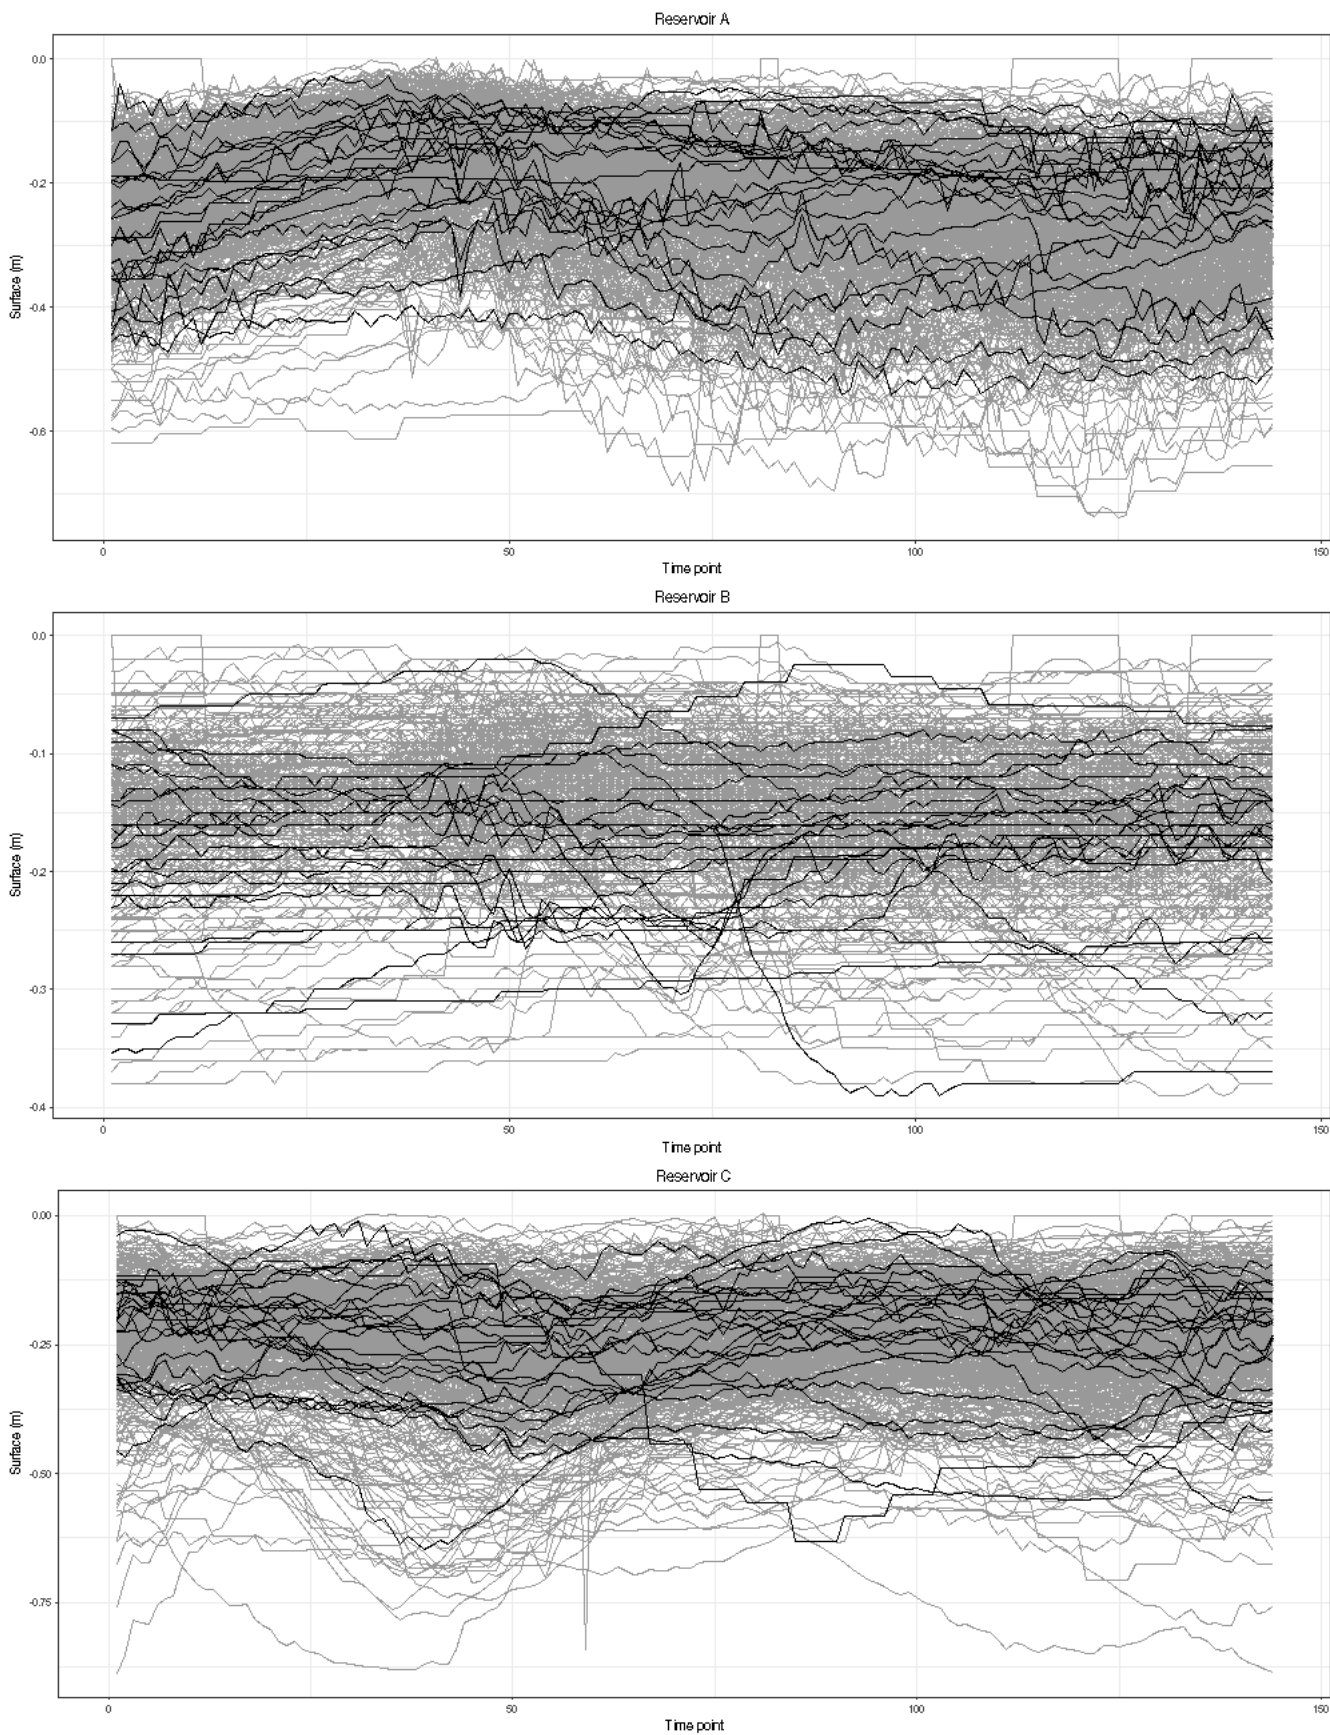 Reservoir A
0.0
-0.2
-0.4
-0.6
Surface (m)
0 50 100 150
Time point
Reservoir B
0.0
-0.1
-0.2
-0.3
-0.4
Surface (m)
0 50 100 150
Time point
Reservoir C
0.00
-0.25
-0.50
-0.75
Surface (m)
0 50 100 150
Time point